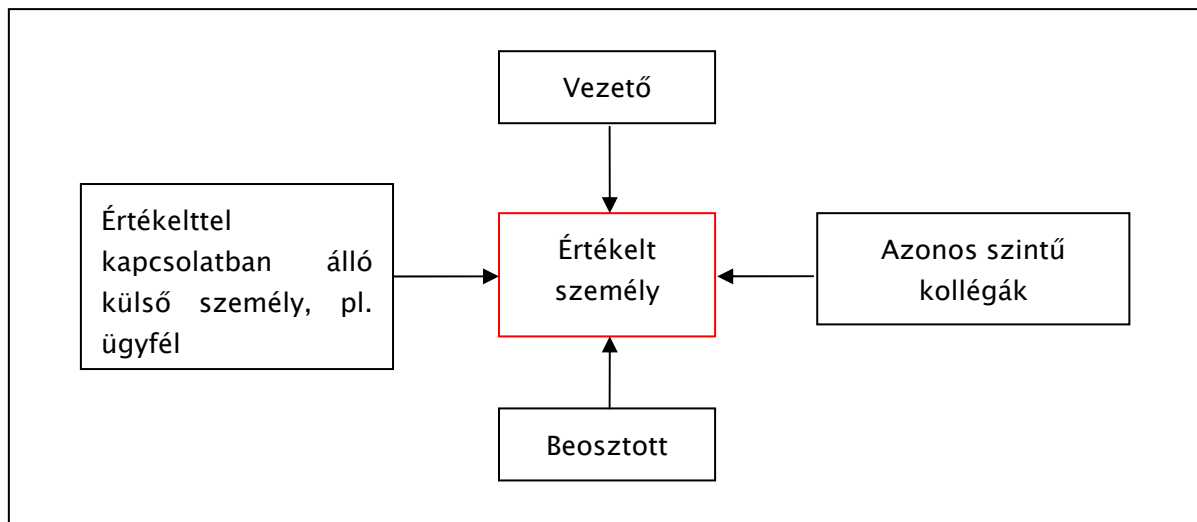 Vezető
Értékelttel
kapcsolatban álló
külső személy, pl.
ügyfél
Értékelt
személy
Azonos szintű
kollégák
Beosztott